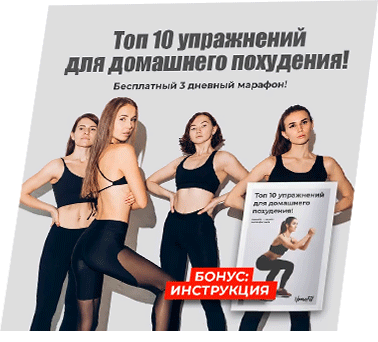 Топ 10 упражнений
для домашнего похудения!
Бесплатный 3 дневный марафон!
Топ 10 упражнений
для домашнего
похудения!
БОНУС:
ИНСТРУКЦИЯ